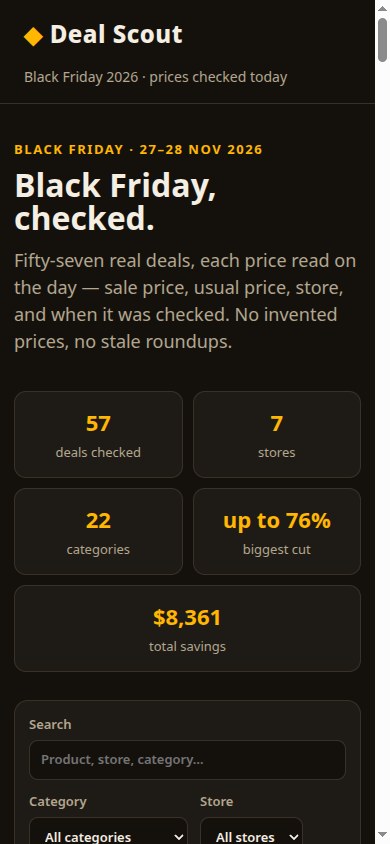 Deal Scout
Black Friday 2026 · prices checked today
BLACK FRIDAY · 27–28 NOV 2026
Black Friday,
checked.
Fifty-seven real deals, each price read on
the day — sale price, usual price, store,
and when it was checked. No invented
prices, no stale roundups.
57
deals checked
7
stores
22
categories
up to 76%
biggest cut
$8,361
total savings
Search
Product, store, category...
Category
Store
All categories
All stores